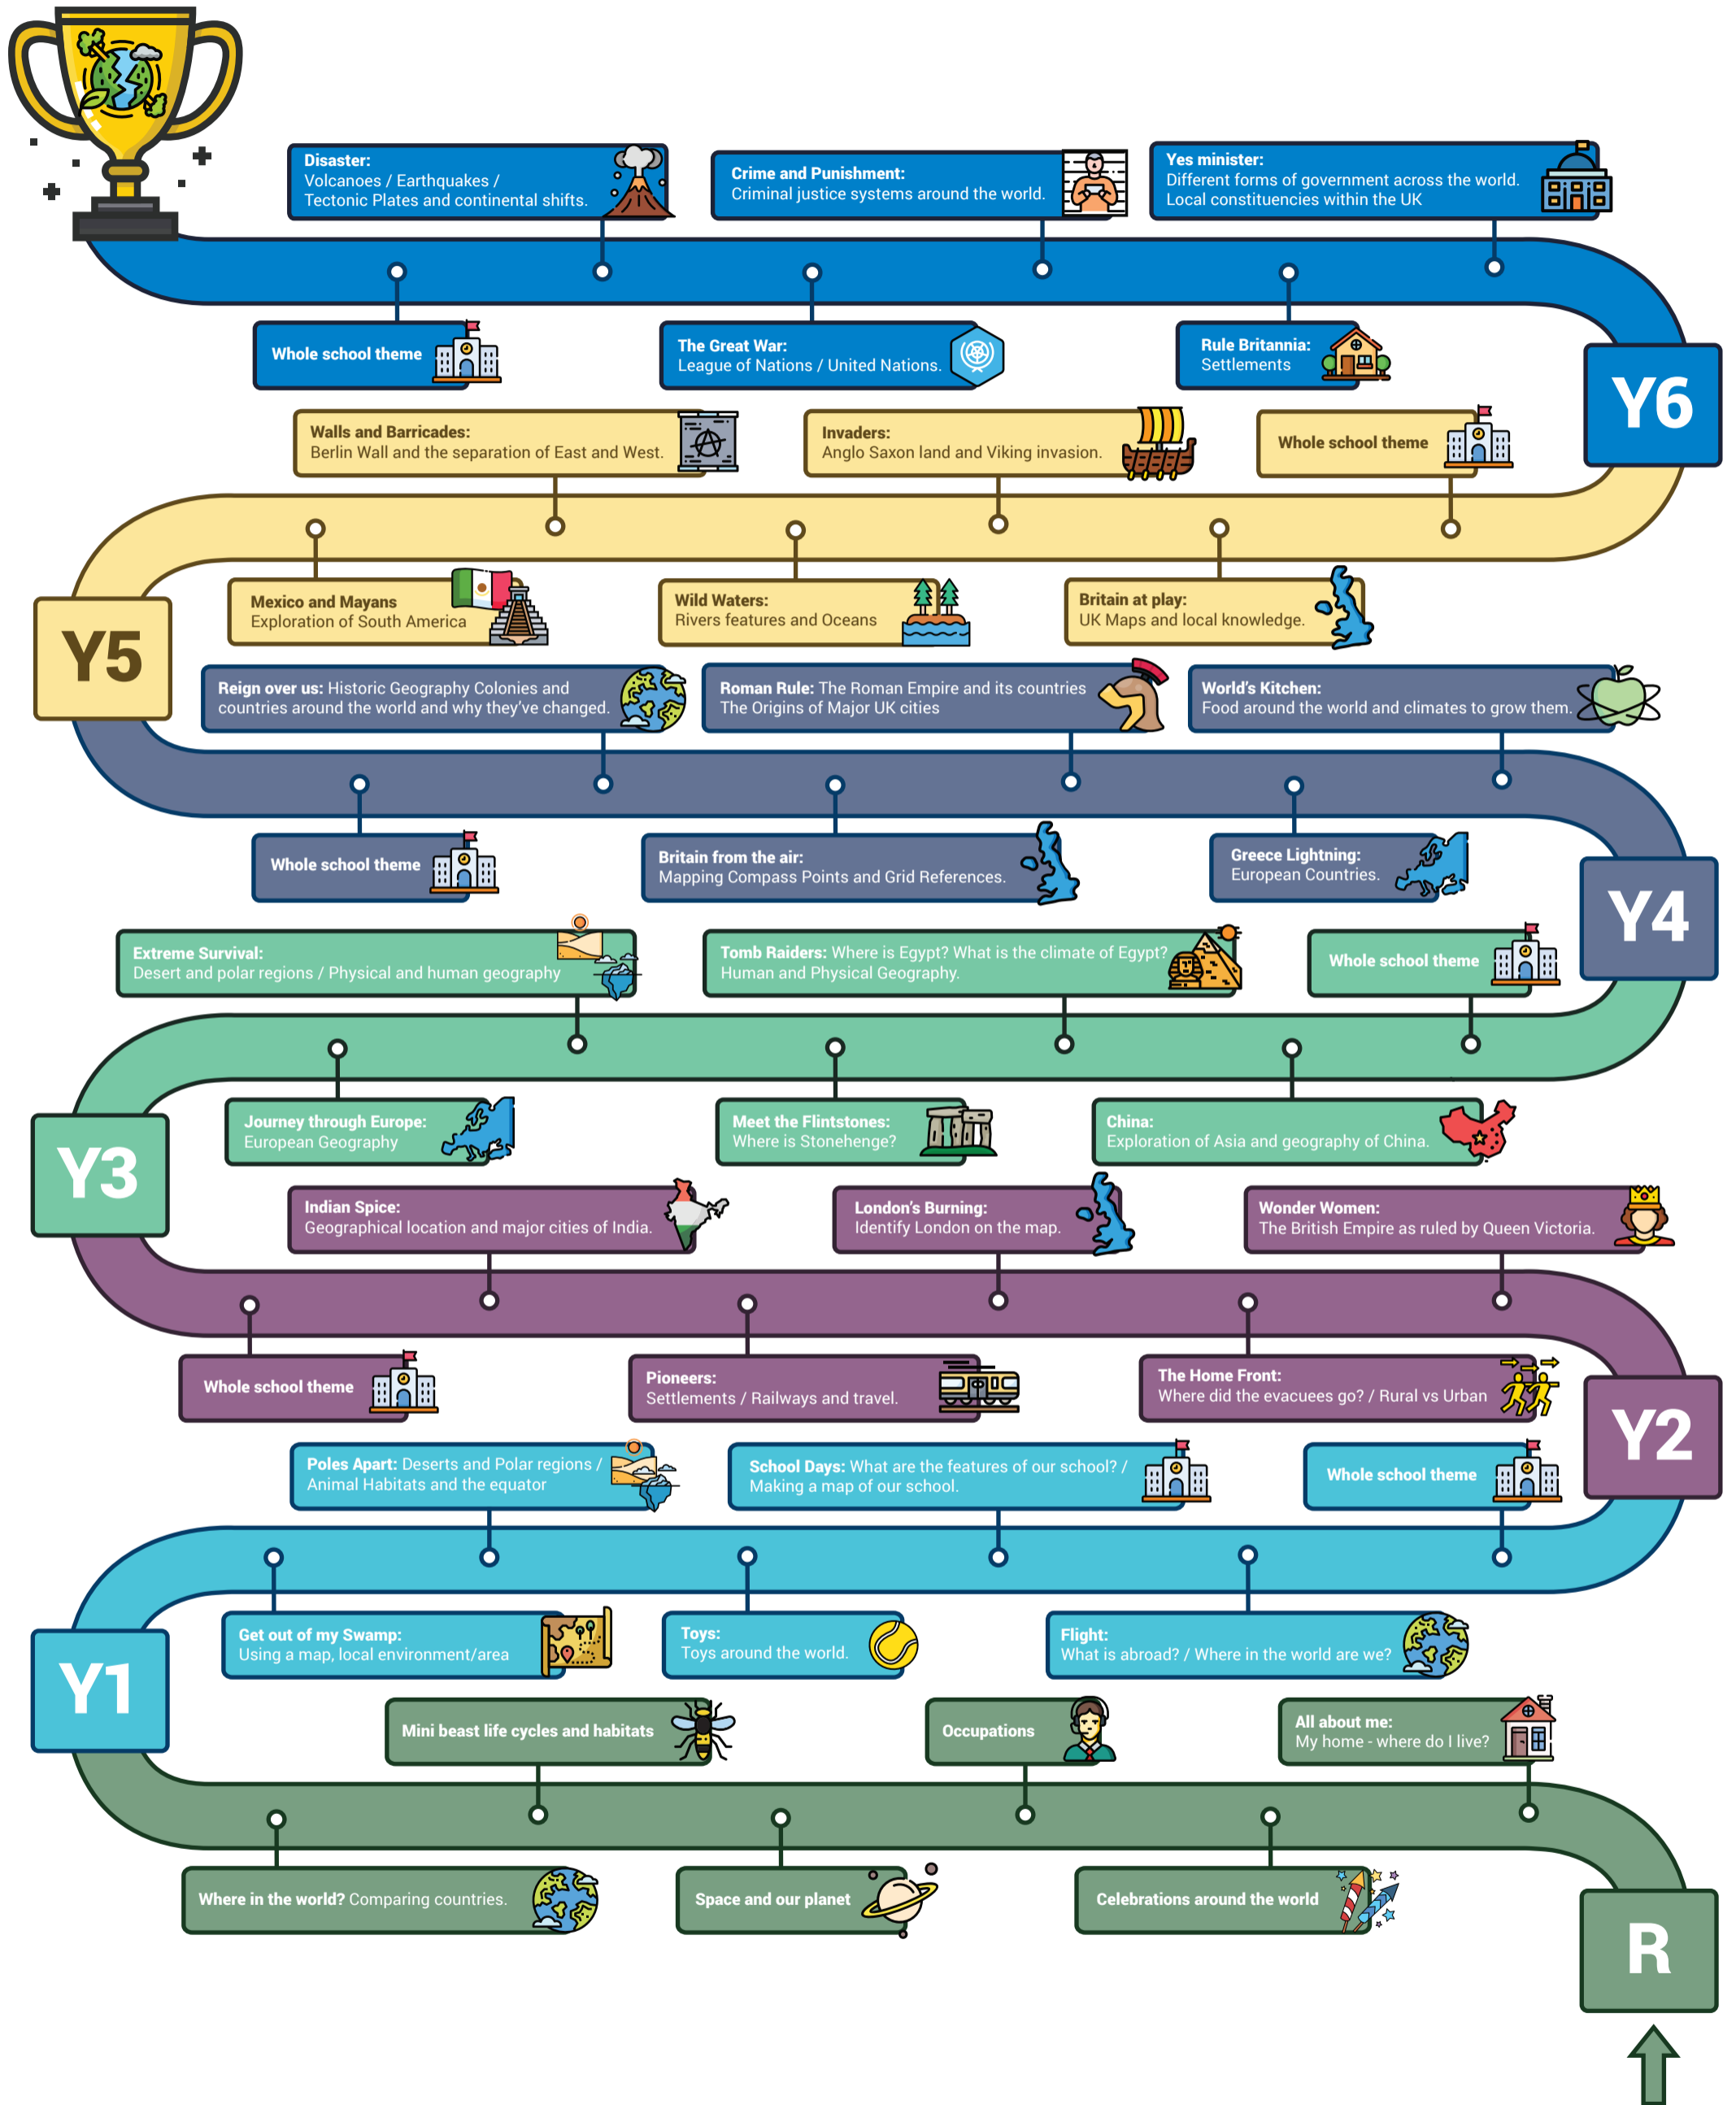 Disaster:
Volcanoes / Earthquakes /
Tectonic Plates and continental shifts.
Crime and Punishment:
Criminal justice systems around the world.
Yes minister:
Different forms of government across the world.
Local constituencies within the UK
Whole school theme
The Great War:
League of Nations / United Nations.
Rule Britannia:
Settlements
Y6
Walls and Barricades:
Berlin Wall and the separation of East and West.
Invaders:
Anglo Saxon land and Viking invasion.
Whole school theme
Mexico and Mayans
Exploration of South America
Wild Waters:
Rivers features and Oceans
Britain at play:
UK Maps and local knowledge.
Y5
Reign over us: Historic Geography Colonies and
countries around the world and why they've changed.
Roman Rule: The Roman Empire and its countries
The Origins of Major UK cities
World's Kitchen:
Food around the world and climates to grow them.
Whole school theme
Britain from the air:
Mapping Compass Points and Grid References.
Greece Lightning:
European Countries.
Y4
Extreme Survival:
Desert and polar regions / Physical and human geography
Tomb Raiders: Where is Egypt? What is the climate of Egypt?
Human and Physical Geography.
Whole school theme
Journey through Europe:
European Geography
Meet the Flintstones:
Where is Stonehenge?
China:
Exploration of Asia and geography of China.
Y3
Indian Spice:
Geographical location and major cities of India.
London's Burning:
Identify London on the map.
Wonder Women:
The British Empire as ruled by Queen Victoria.
Whole school theme
Pioneers:
Settlements / Railways and travel.
The Home Front:
Where did the evacuees go? / Rural vs Urban
Y2
Poles Apart: Deserts and Polar regions /
Animal Habitats and the equator
School Days: What are the features of our school? /
Making a map of our school.
Whole school theme
Get out of my Swamp:
Using a map, local environment/area
Toys:
Toys around the world.
Flight:
What is abroad? / Where in the world are we?
Y1
Mini beast life cycles and habitats
Occupations
All about me:
My home - where do I live?
Where in the world? Comparing countries.
Space and our planet
Celebrations around the world
R